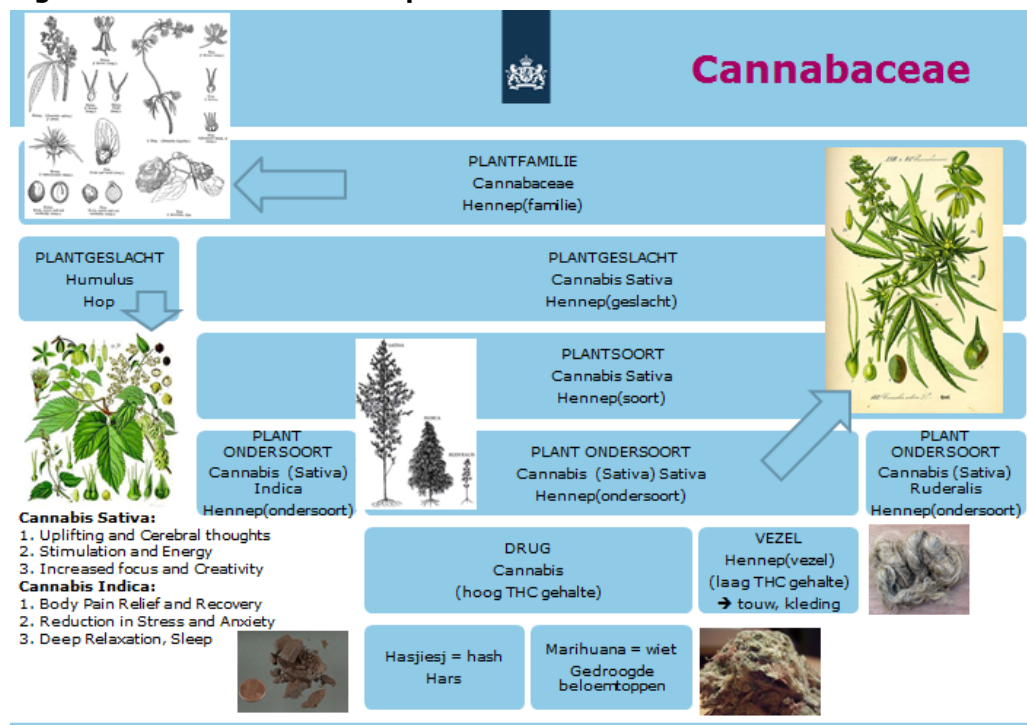 Cannabaceae
PLANTFAMILIE
Cannabaceae
Hennep(familie)
PLANTGESLACHT
Humulus
Hop
PLANTGESLACHT
Cannabis Sativa
Hennep(geslacht)
PLANTSOORT
Cannabis Sativa
Hennep(soort)
SATIVA
INDICA
RUDERALIS
PLANT
ONDERSOORT
Cannabis (Sativa)
Indica
Hennep(ondersoort)
PLANT ONDERSOORT
Cannabis (Sativa) Sativa
Hennep(ondersoort)
PLANT
ONDERSOORT
Cannabis (Sativa)
Ruderalis
Hennep(ondersoort)
Cannabis Sativa:
1. Uplifting and Cerebral thoughts
2. Stimulation and Energy
3. Increased focus and Creativity
Cannabis Indica:
1. Body Pain Relief and Recovery
2. Reduction in Stress and Anxiety
3. Deep Relaxation, Sleep
DRUG
Cannabis
(hoog THC gehalte)
VEZEL
Hennep(vezel)
(laag THC gehalte)
➔ touw, kleding
Hasjiesj = hash
Hars
Marihuana = wiet
Gedroogde
beloemtoppen